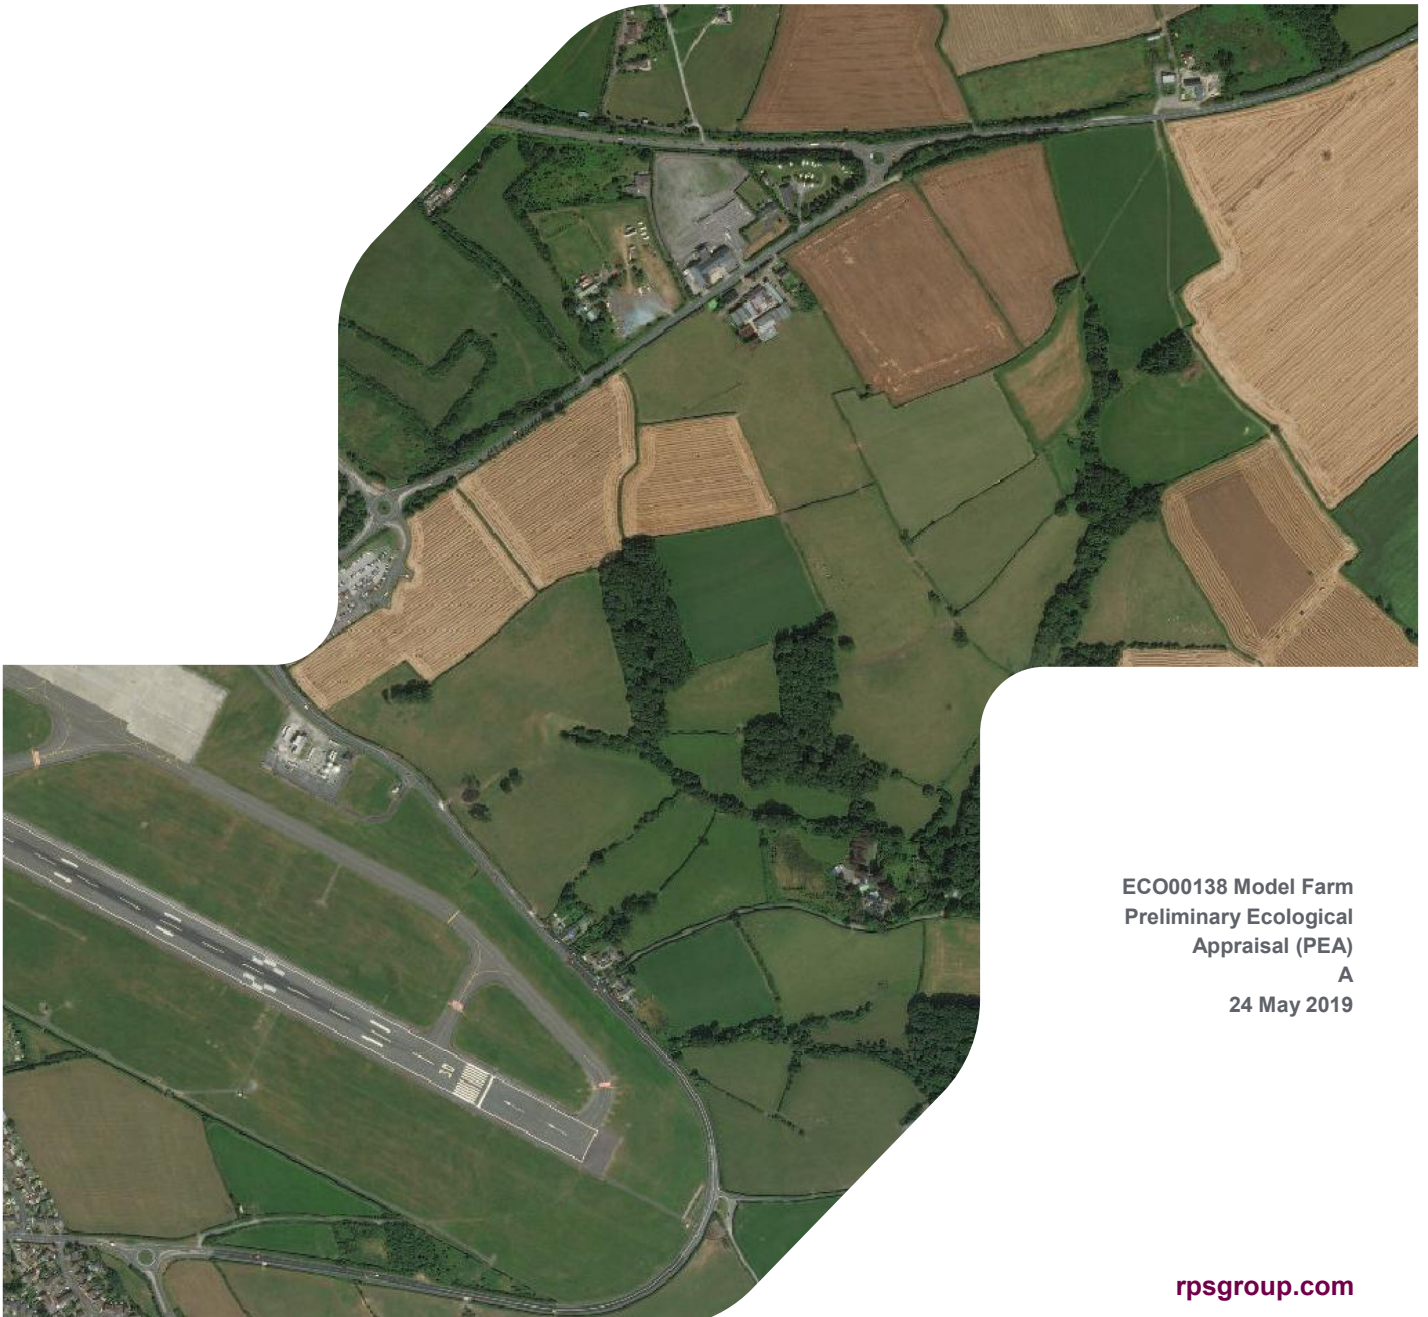 ECO00138 Model Farm
Preliminary Ecological
Appraisal (PEA)
A
24 May 2019
rpsgroup.com